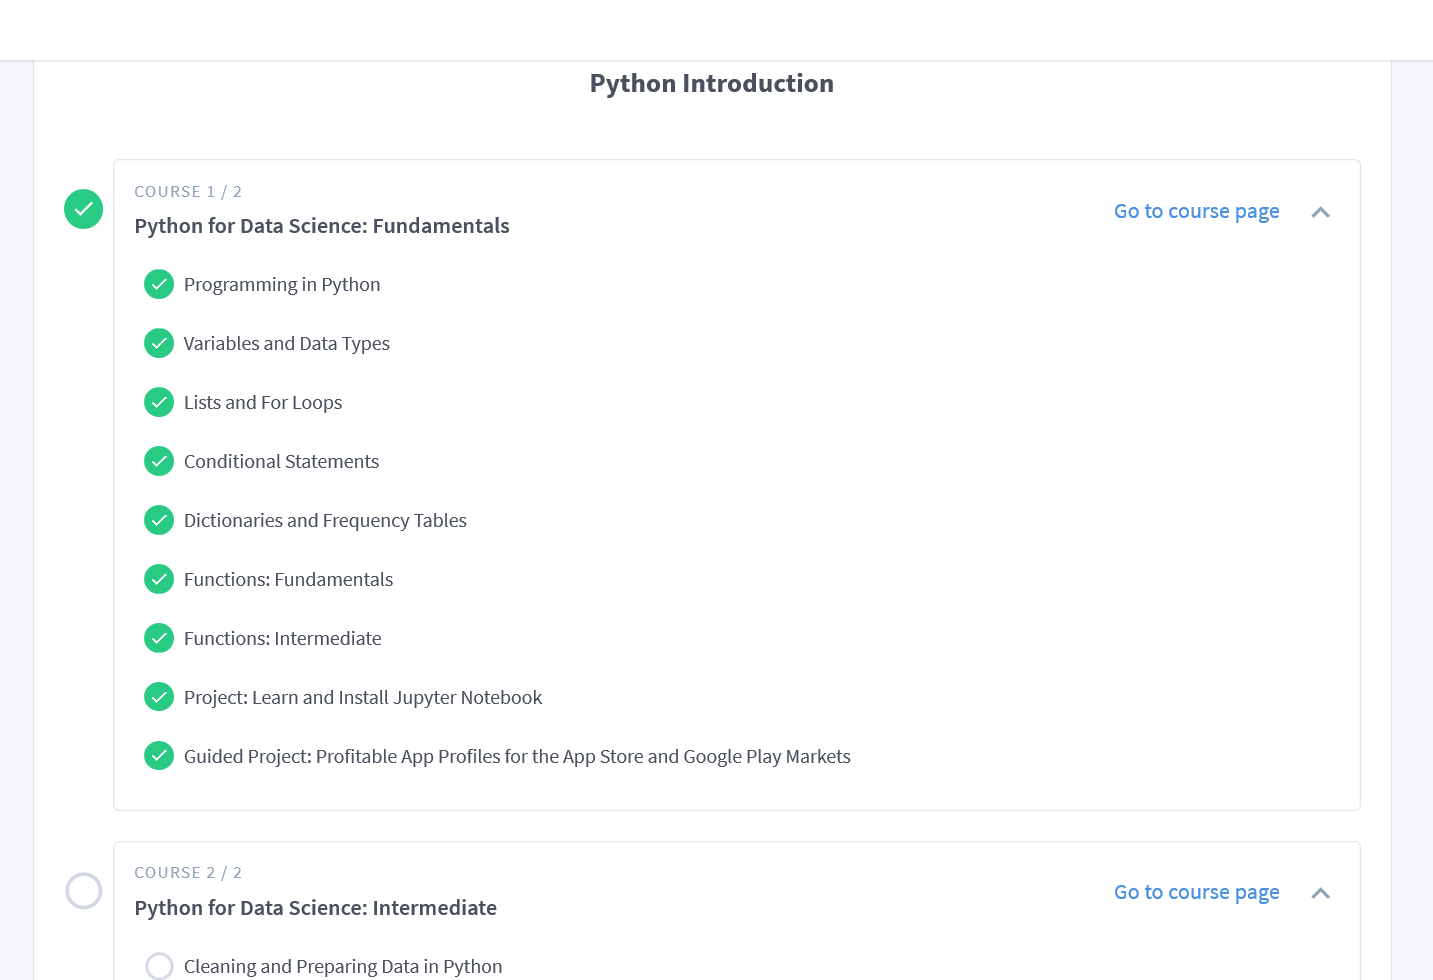 Python Introduction
COURSE 1 / 2
Python for Data Science: Fundamentals
Go to course page
Programming in Python
Variables and Data Types
Lists and For Loops
Conditional Statements
Dictionaries and Frequency Tables
Functions: Fundamentals
Functions: Intermediate
Project: Learn and Install Jupyter Notebook
Guided Project: Profitable App Profiles for the App Store and Google Play Markets
COURSE 2 / 2
Python for Data Science: Intermediate
Go to course page
Cleaning and Preparing Data in Python